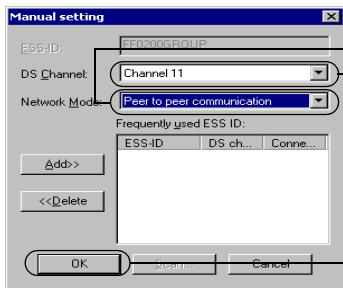 Manual setting
ESS-ID: FF0200GROUP
DS Channel: Channel 11
Network Mode: Peer to peer communication
Frequently used ESS ID:
ESS-ID DS ch... Conne...
Add>>
<<Delete
OK Scan... Cancel